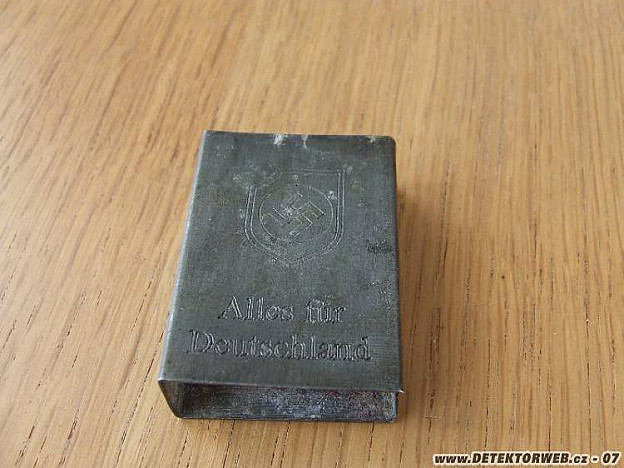 Alles für
Deutschland
www.DETEKTORWEB.cz - 07